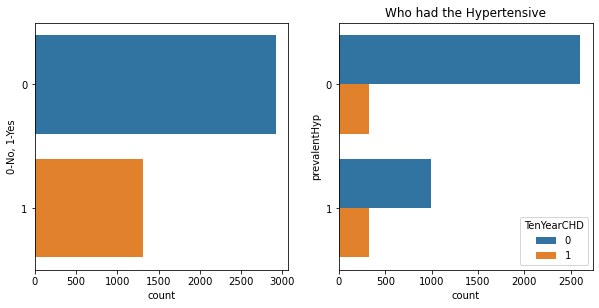 Who had the Hypertensive
0-No, 1-Yes
0
1
0 500 1000 1500 2000 2500 3000
count
prevalentHyp
0
1
TenYearCHD
0
1
0 500 1000 1500 2000 2500
count